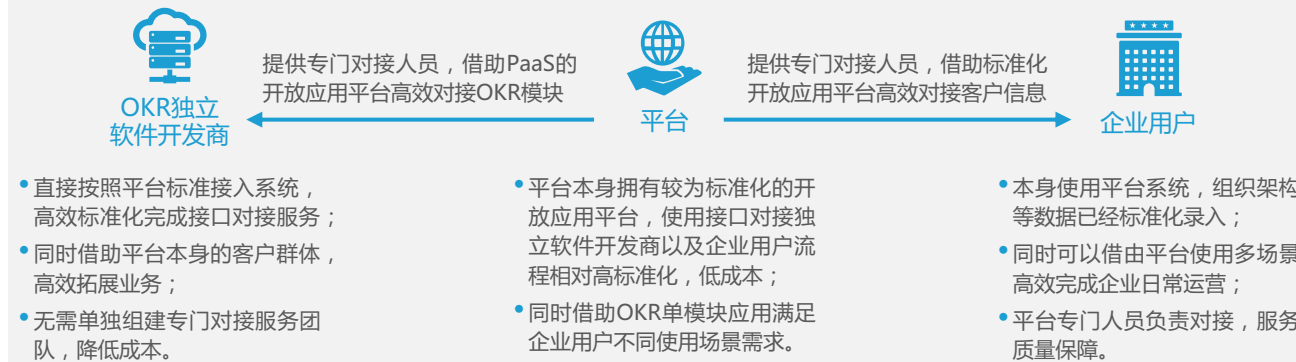 提供专门对接人员，借助PaaS的
开放应用平台高效对接OKR模块
提供专门对接人员，借助标准化
开放应用平台高效对接客户信息
OKR独立
软件开发商
平台
企业用户
•直接按照平台标准接入系统，
高效标准化完成接口对接服务；
•同时借助平台本身的客户群体，
高效拓展业务；
•无需单独组建专门对接服务团
队，降低成本。
•平台本身拥有较为标准化的开
放应用平台，使用接口对接独
立软件开发商以及企业用户流
程相对高标准化，低成本；
•同时借助OKR单模块应用满足
企业用户不同使用场景需求。
•本身使用平台系统，组织架构
等数据已经标准化录入；
•同时可以借由平台使用多场景
高效完成企业日常运营；
•平台专门人员负责对接，服务
质量保障。